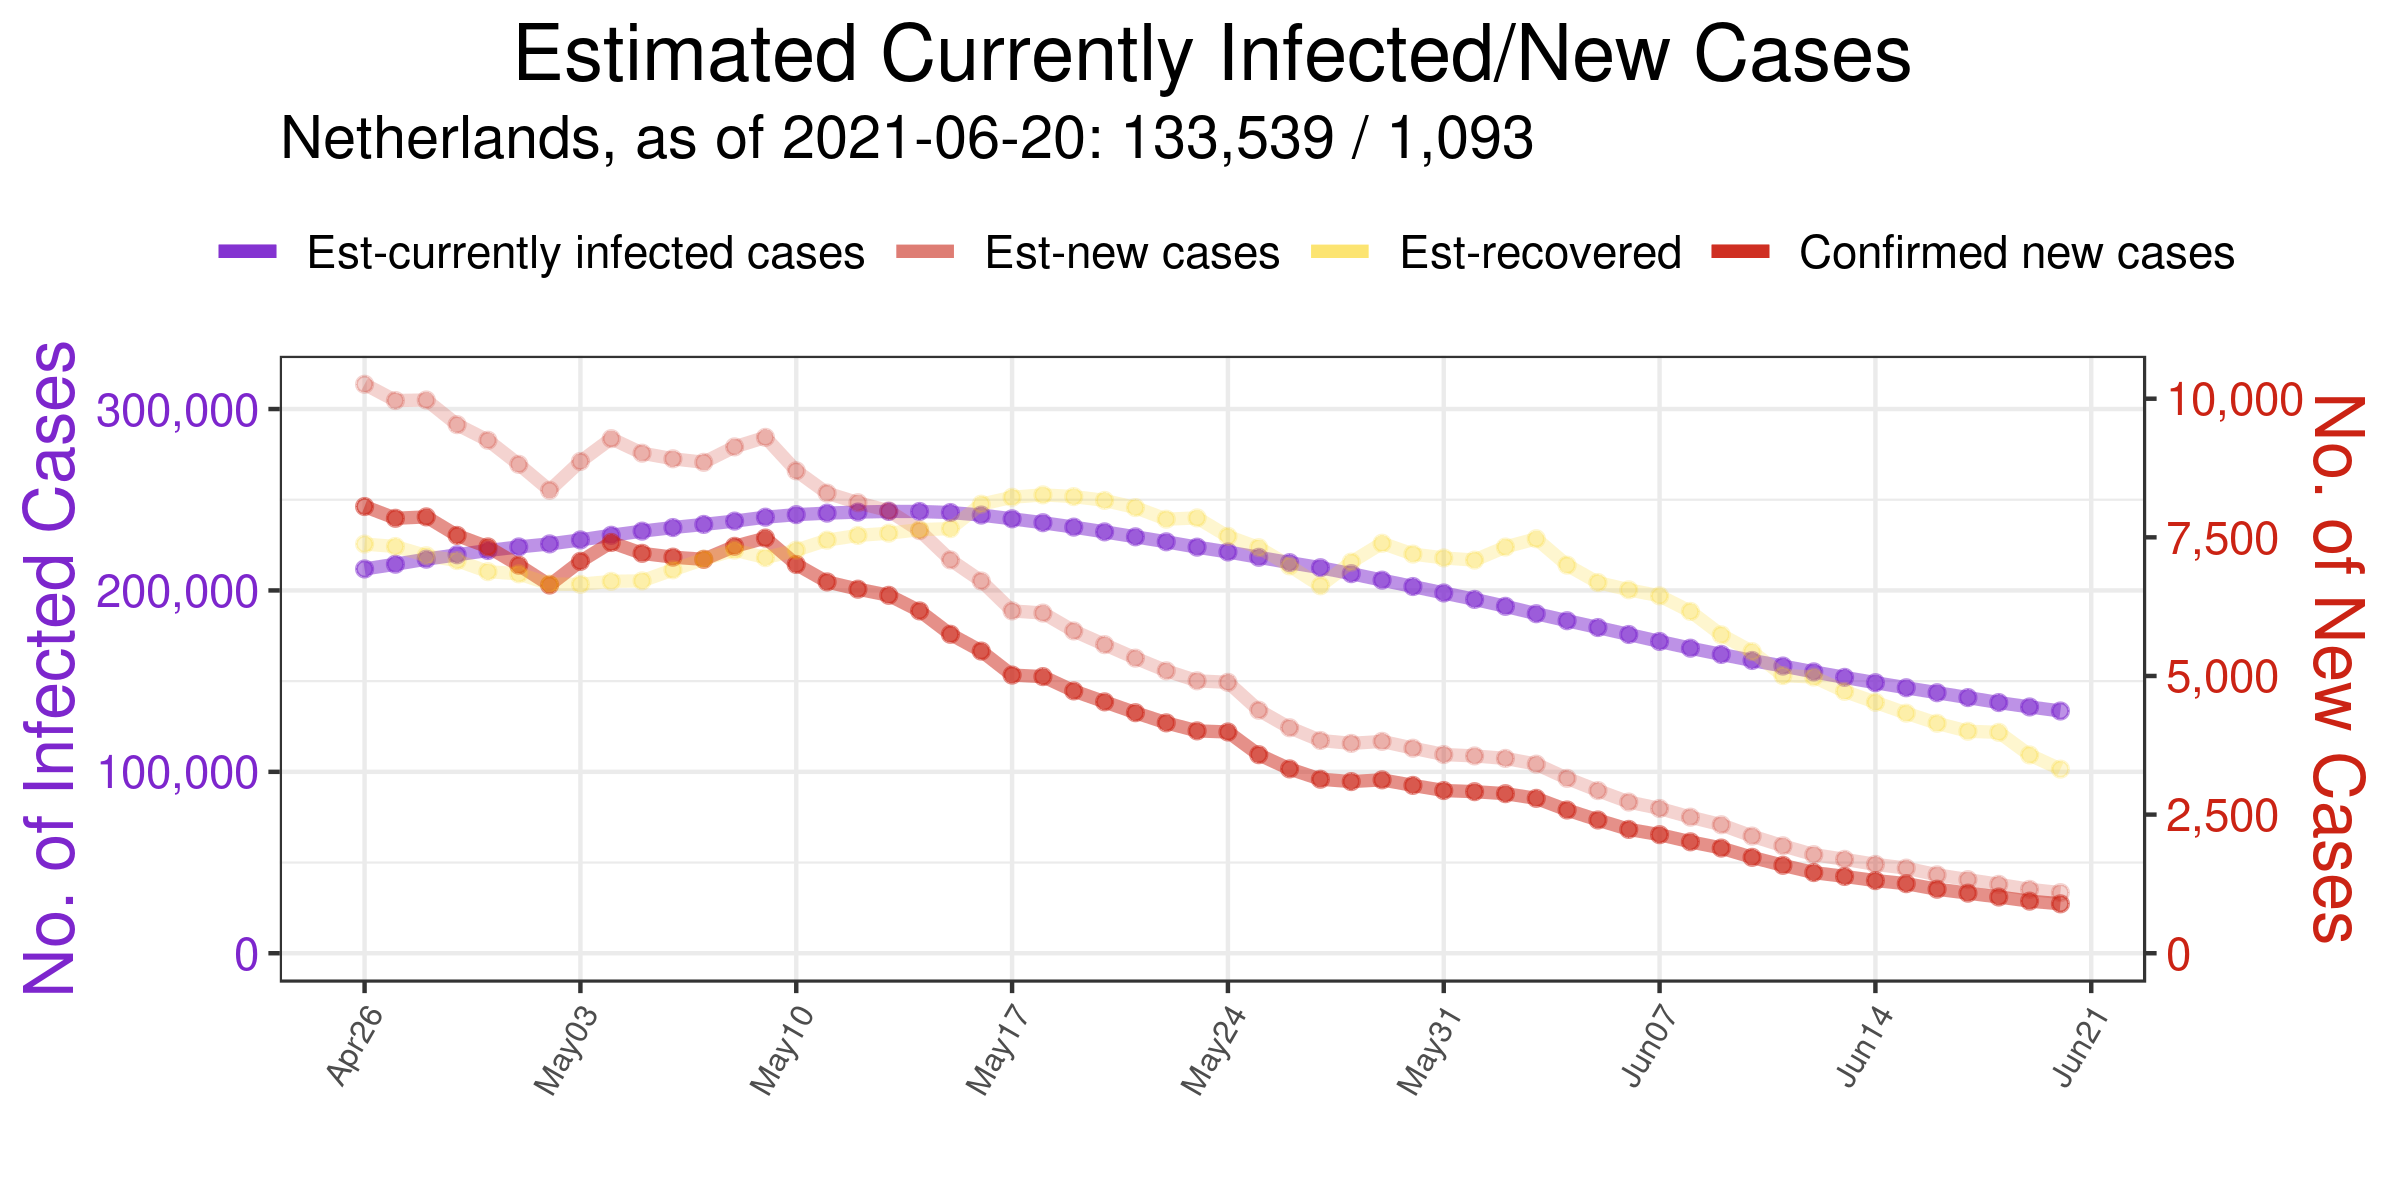 Estimated Currently Infected/New Cases
Netherlands, as of 2021-06-20: 133,539 / 1,093
Est-currently infected cases Est-new cases Est-recovered Confirmed new cases
No. of Infected Cases
300,000
200,000
100,000
0
10,000
7,500
5,000
2,500
0
No. of New Cases
Apr26 May03 May10 May17 May24 May31 Jun07 Jun14 Jun21